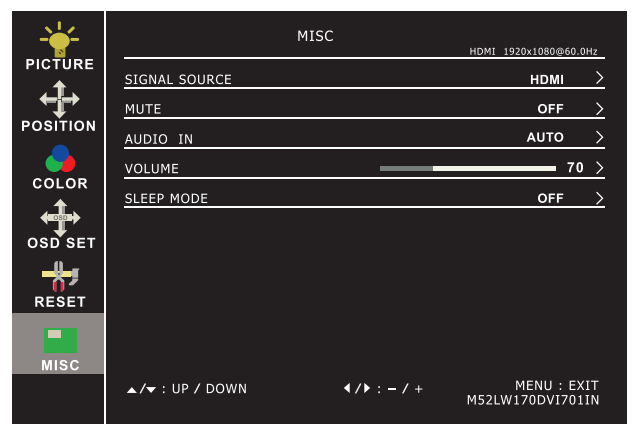 PICTURE
POSITION
COLOR
OSD
OSD SET
RESET
MISC
MISC
HDMI 1920x1080@60.0Hz
SIGNAL SOURCE HDMI
MUTE OFF
AUDIO IN AUTO
VOLUME 70
SLEEP MODE OFF
▲/▼ : UP / DOWN ◀/▶ : – / + MENU : EXIT
M52LW170DVI701IN